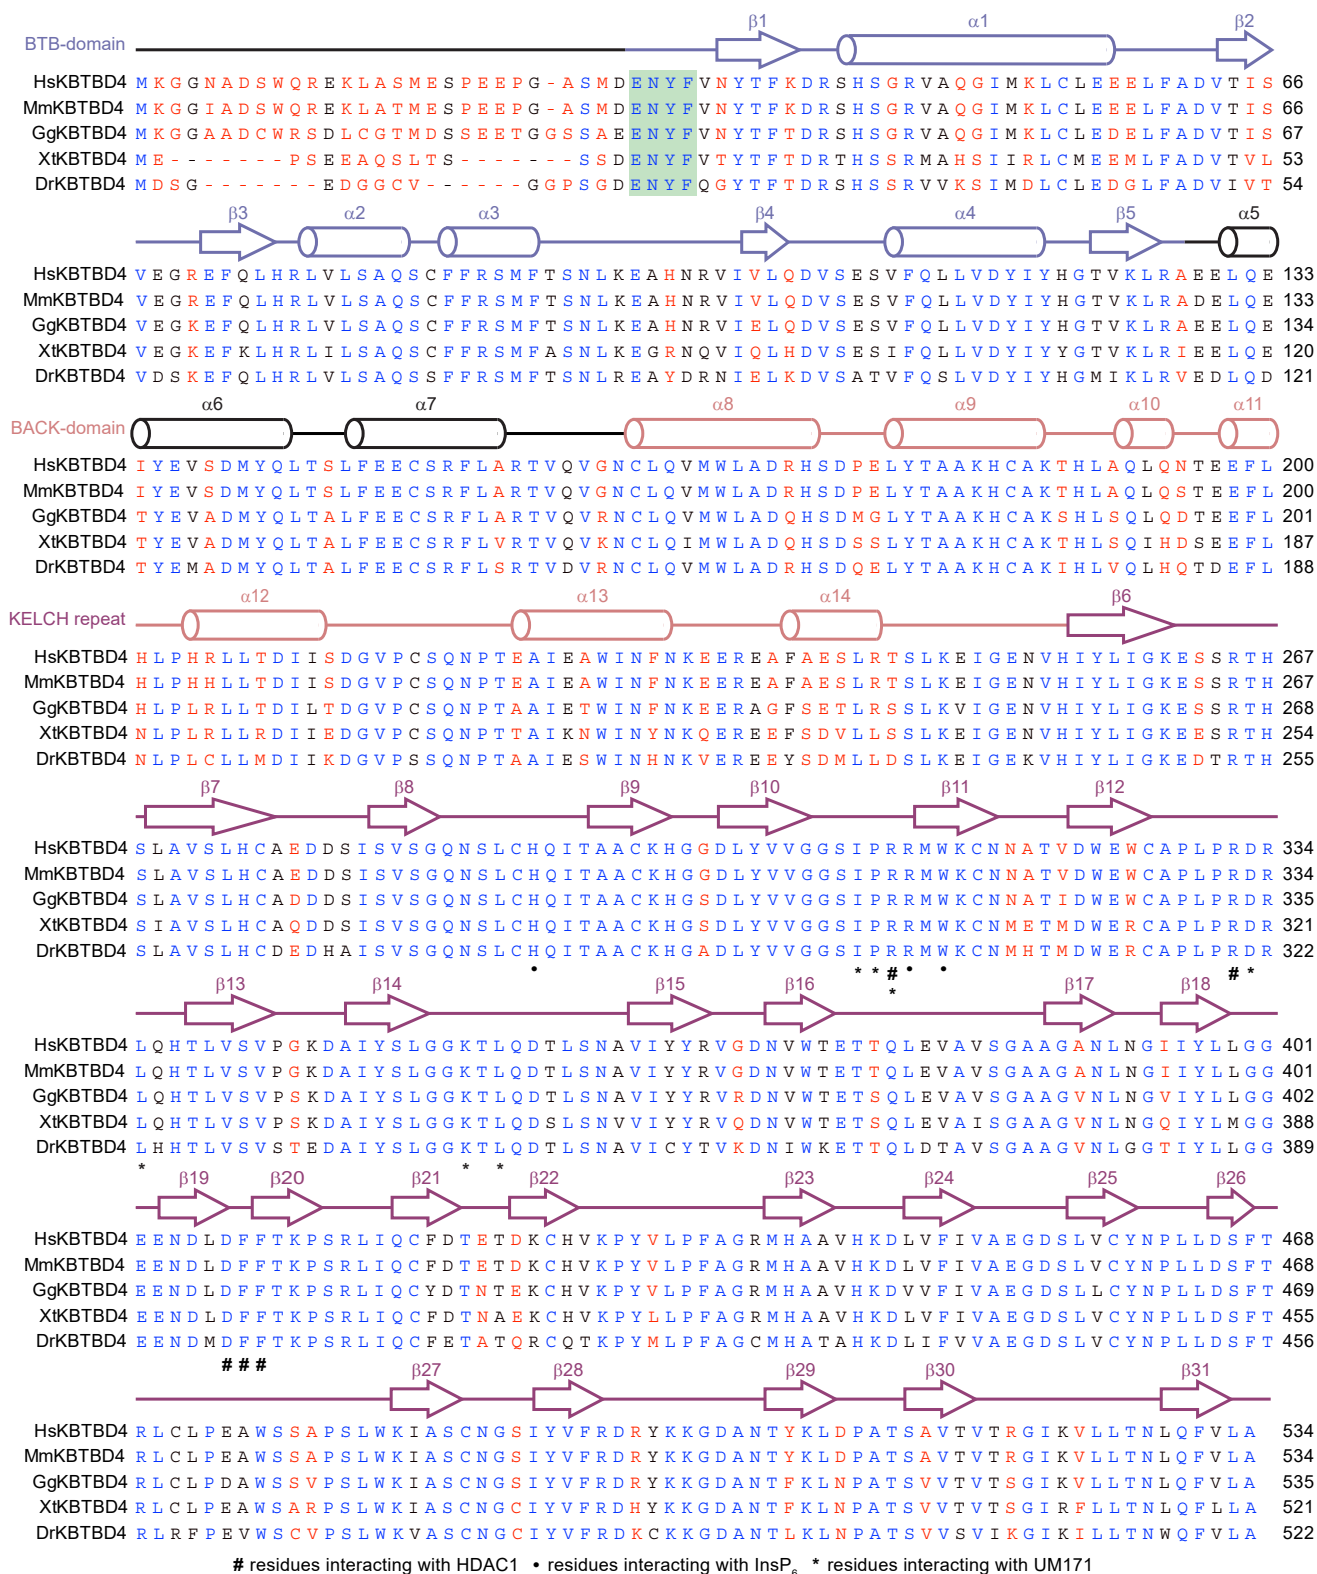 β1 α1 β2
BTB-domain
HsKBTBD4 MKGGNADSWQREKLASMESPEEPG-ASMDENYFVNYTFKDRSHSGRVAQGIMKLCLEEELFADVTIS 66
MmKBTBD4 MKGGIADSWQREKLATMESPEEPG-ASMDENYFVNYTFKDRSHSGRVAQGIMKLCLEEELFADVTIS 66
GgKBTBD4 MKGGAADCWRSDLCGTMDSSEETGGGSSAEENYFVNYTFTDRSHSGRVAQGIMKLCLEDELFADVTIS 67
XtKBTBD4 ME-------PSEEAQSLTS-------SSDENYFVTYTFTDRTHSSRMAHSIIRLCMEEMLFADVTVL 53
DrKBTBD4 MDSG-------EDGGCV------GGPSGDENYFQGYTFTDRSHSSRVVKSIMDLCLEDGLFADVIVT 54
β3 α2 α3 β4 α4 β5 α5
HsKBTBD4 VEGREFQLHRLVLSAQSCFFRSMFTSNLKEAHNRVIVLQDVSESVFQLLVDYIYHGTVKLRAEELQE 133
MmKBTBD4 VEGREFQLHRLVLSAQSCFFRSMFTSNLKEAHNRVIVLQDVSESVFQLLVDYIYHGTVKLRADELQE 133
GgKBTBD4 VEGKEFQLHRLVLSAQSCFFRSMFTSNLKEAHNRVIELQDVSESVFQLLVDYIYHGTVKLRAEELQE 134
XtKBTBD4 VEGKEFKLHRLILSAQSCFFRSMFASNLKEGRNQVIQLHDVSESIFQLLVDYIYYGTVKLRIEELQE 120
DrKBTBD4 VDSKEFQLHRLVLSAQSSFFRSMFTSNLREAYDRNIELKDVSATVFQSLVDYIYHGMIKLRVEDLQD 121
α6 α7 α8 α9 α10 α11
BACK-domain
HsKBTBD4 IYEVSDMYQLTSLFEECSRFLARTVQVGNCLQVMWLADRHSDPELYTAAKHCAKTHLAQLQNTEEFL 200
MmKBTBD4 IYEVSDMYQLTSLFEECSRFLARTVQVGNCLQVMWLADRHSDPELYTAAKHCAKTHLAQLQSTEEFL 200
GgKBTBD4 TYEVADMYQLTALFEECSRFLARTVQVRNCLQVMWLADQHSDMGLYTAAKHCAKSHLSQLQDTEEFL 201
XtKBTBD4 TYEVADMYQLTALFEECSRFLVRTVQVKNCLQIMWLADQHSDSSLYTAAKHCAKTHLSQIHDSEEFL 187
DrKBTBD4 TYEMADMYQLTALFEECSRFLSRTVDVRNCLQVMWLADRHSDQELYTAAKHCAKIHLVQLHQTDEFL 188
α12 α13 α14 β6
KELCH repeat
HsKBTBD4 HLPHRLLTDIISDGVPCSQNPTEAIEAWINFNKEEREAFAESLRTSLKEIGENVHIYLIGKESSRTH 267
MmKBTBD4 HLPHHLLTDIISDGVPCSQNPTEAIEAWINFNKEEREAFAESLRTSLKEIGENVHIYLIGKESSRTH 267
GgKBTBD4 HLPLRLLTDILTDGVPCSQNPTAAIETWINFNKEERAGFSETLRSSLKVIGENVHIYLIGKESSRTH 268
XtKBTBD4 NLPLRLLRDIIEDGVPCSQNPTTAIKNWINYNKQEREEFSDVLLSSLKEIGENVHIYLIGKEESRTH 254
DrKBTBD4 NLPLCLLMDIIKDGVPSSQNPTAAIESWINHNKVEREEYSDMLLDSLKEIGEKVHIYLIGKEDTRTH 255
β7 β8 β9 β10 β11 β12
HsKBTBD4 SLAVSLHCAEDDSISVSGQNSLCHQITAACKHGGDLYVVGGSIPRRMWKCNNATVDWEWCAPLPRDR 334
MmKBTBD4 SLAVSLHCAEDDSISVSGQNSLCHQITAACKHGGDLYVVGGSIPRRMWKCNNATVDWEWCAPLPRDR 334
GgKBTBD4 SLAVSLHCADDDSISVSGQNSLCHQITAACKHGSDLYVVGGSIPRRMWKCNNATIDWEWCAPLPRDR 335
XtKBTBD4 SIAVSLHCAQDDSISVSGQNSLCHQITAACKHGSDLYVVGGSIPRRMWKCNMETMDWERCAPLPRDR 321
DrKBTBD4 SLAVSLHCDEDHAISVSGQNSLCHQITAACKHGADLYVVGGSIPRRMWKCNMHTMDWERCAPLPRDR 322
• * * # • • # *
*
β13 β14 β15 β16 β17 β18
HsKBTBD4 LQHTLVSVPGKDAIYSLGGKTLQDTLSNAVIYYRVGDNVWTETTQLEVAVSGAAGANLNGIIYLLGG 401
MmKBTBD4 LQHTLVSVPGKDAIYSLGGKTLQDTLSNAVIYYRVGDNVWTETTQLEVAVSGAAGANLNGIIYLLGG 401
GgKBTBD4 LQHTLVSVPSKDAIYSLGGKTLQDTLSNAVIYYRVRDNVWTETSQLEVAVSGAAGVNLNGVIYLLGG 402
XtKBTBD4 LQHTLVSVPSKDAIYSLGGKTLQDSLSNVVIYYRVQDNVWTETSQLEVAISGAAGVNLNGQIYLMGG 388
DrKBTBD4 LHHTLVSVSTEDAIYSLGGKTLQDTLSNAVICYTVKDNIWKETTQLDTAVSGAAGVNLGGTIYLLGG 389
* * *
β19 β20 β21 β22 β23 β24 β25 β26
HsKBTBD4 EENDLDFFTKPSRLIQCFDTETDKCHVKPYVLPFAGRMHAAVHKDLVFIVAEGDSLVCYNPLLDSFT 468
MmKBTBD4 EENDLDFFTKPSRLIQCFDTETDKCHVKPYVLPFAGRMHAAVHKDLVFIVAEGDSLVCYNPLLDSFT 468
GgKBTBD4 EENDLDFFTKPSRLIQCYDTNTEKCHVKPYVLPFAGRMHAAVHKDVVFIVAEGDSLLCYNPLLDSFT 469
XtKBTBD4 EENDLDFFTKPSRLIQCFDTNAEKCHVKPYLLPFAGRMHAAVHKDLVFIVAEGDSLVCYNPLLDSFT 455
DrKBTBD4 EENDMDFFTKPSRLIQCFETATQRCQTKPYMLPFAGCMHATAHKDLIFVVAEGDSLVCYNPLLDSFT 456
# # #
β27 β28 β29 β30 β31
HsKBTBD4 RLCLPEAWSSAPSLWKIASCNGSIYVFRDRYKKGDANTYKLDPATSAVTVTRGIKVLLTNLQFVLA 534
MmKBTBD4 RLCLPEAWSSAPSLWKIASCNGSIYVFRDRYKKGDANTYKLDPATSAVTVTRGIKVLLTNLQFVLA 534
GgKBTBD4 RLCLPDAWSSVPSLWKIASCNGSIYVFRDRYKKGDANTFKLNPATSVVTVTSGIKVLLTNLQFVLA 535
XtKBTBD4 RLCLPEAWSARPSLWKIASCNGCIYVFRDHYKKGDANTFKLNPATSVVTVTSGIRFLLTNLQFLLA 521
DrKBTBD4 RLRFPEVWSCVPSLWKVASCNGCIYVFRDKCKKGDANTLKLNPATSVVSVIKGIKILLTNWQFVLA 522
# residues interacting with HDAC1 • residues interacting with InsP₆ * residues interacting with UM171